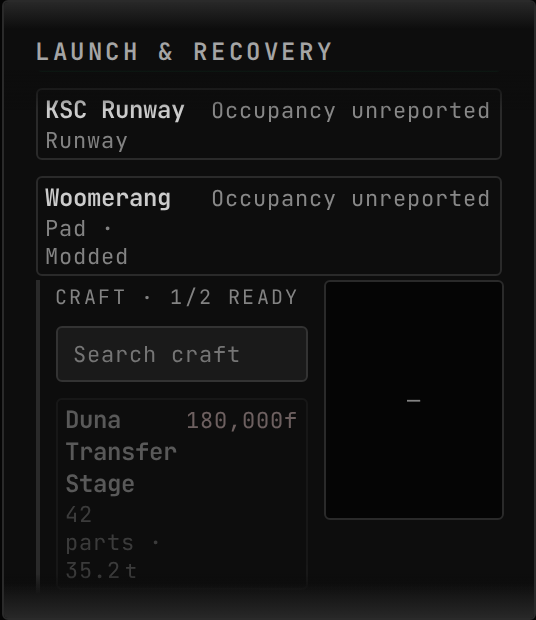 LAUNCH & RECOVERY
KSC Runway Occupancy unreported
Runway
Woomerang Occupancy unreported
Pad ·
Modded
CRAFT · 1/2 READY
Search craft
—
Duna 180,000f
Transfer
Stage
42
parts ·
35.2t